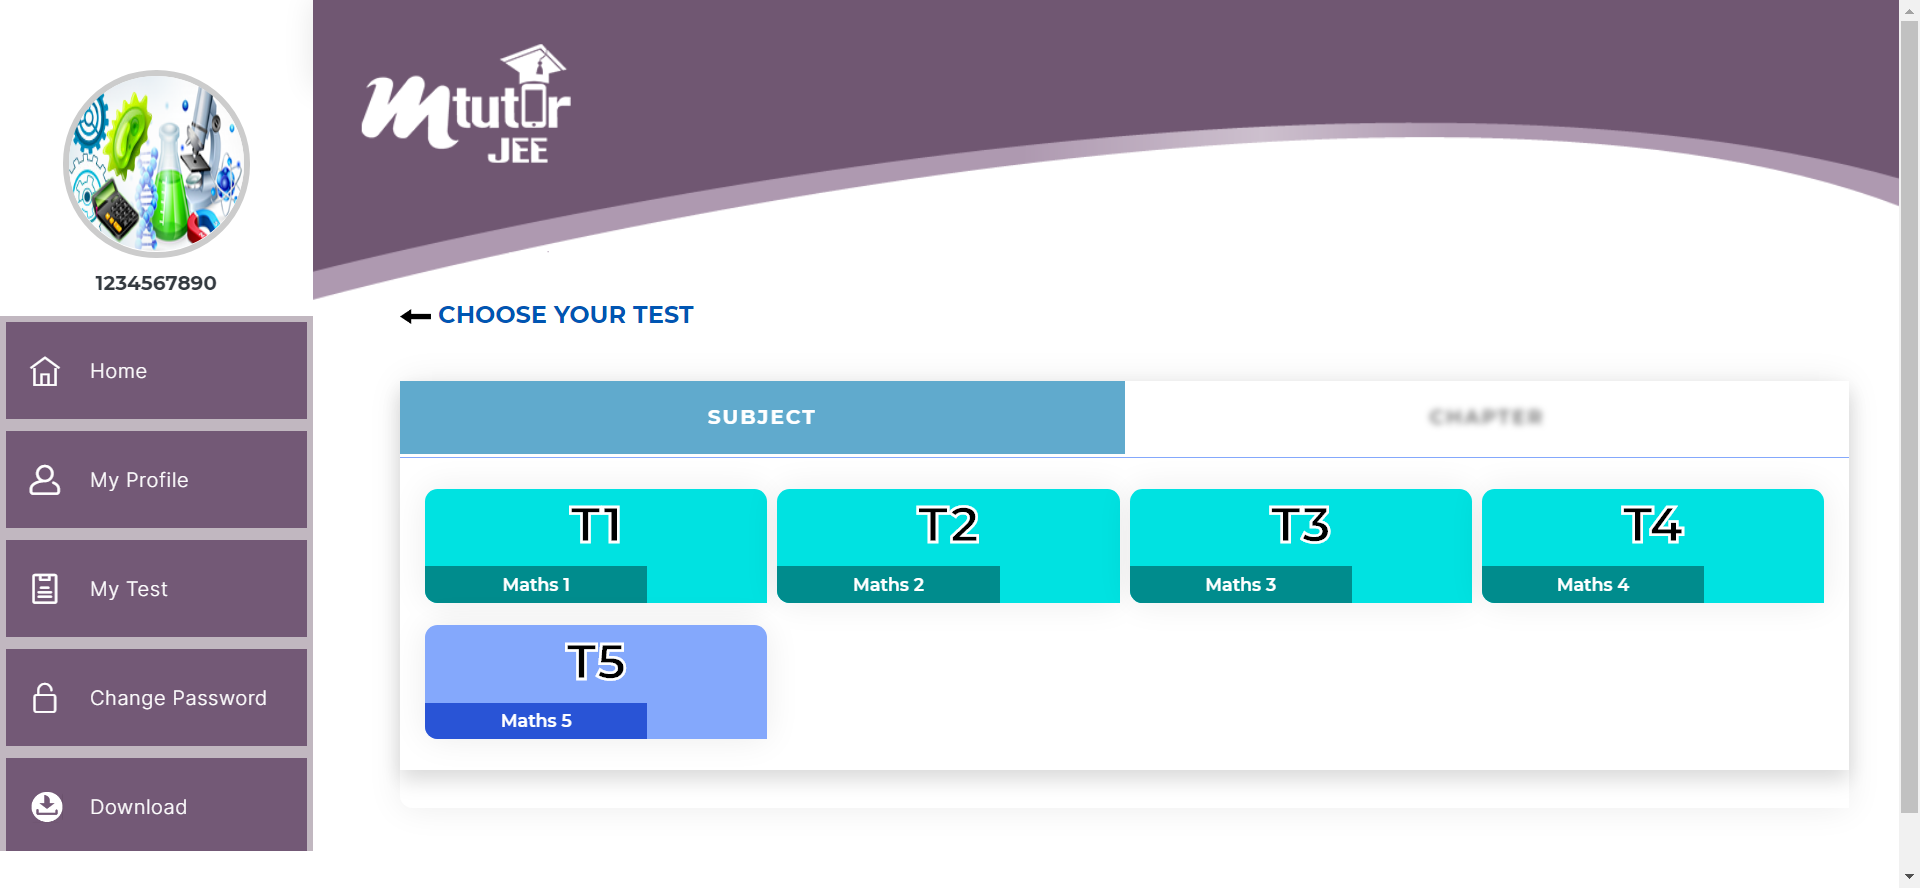 Mtutor
JEE
1234567890
Home
My Profile
My Test
Change Password
Download
CHOOSE YOUR TEST
SUBJECT
CHAPTER
T1
Maths 1
T2
Maths 2
T3
Maths 3
T4
Maths 4
T5
Maths 5